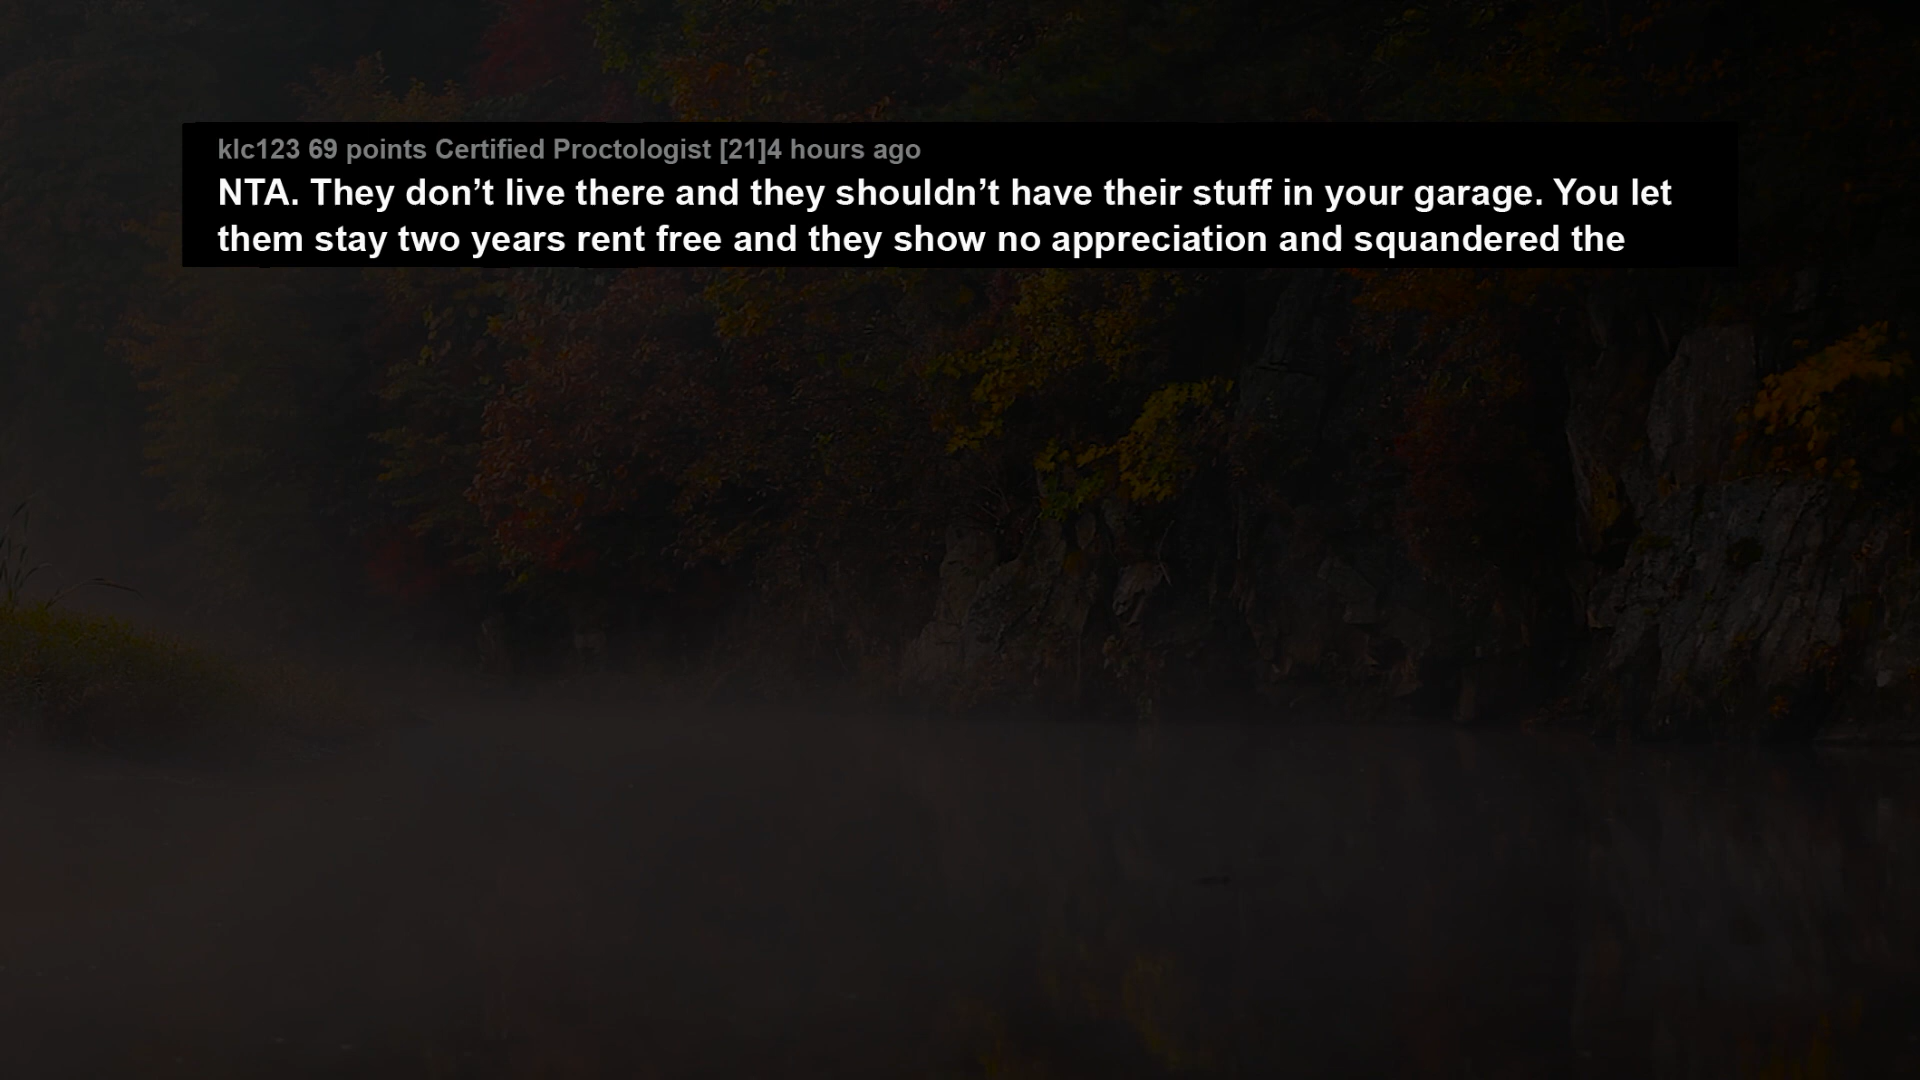 klc123 69 points Certified Proctologist [21]4 hours ago
NTA. They don’t live there and they shouldn’t have their stuff in your garage. You let
them stay two years rent free and they show no appreciation and squandered the